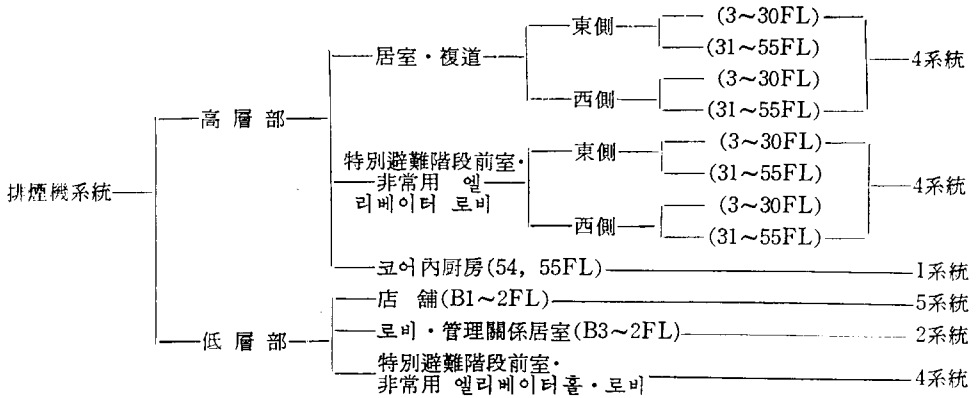 排煙機系統
高層部
居室・複道
東側
(3~30FL)
(31~55FL)
西側
(3~30FL)
(31~55FL)
4系統
特別避難階段前室・
非常用 엘
리베이터 로비
東側
(3~30FL)
(31~55FL)
西側
(3~30FL)
(31~55FL)
4系統
코어內厨房(54, 55FL)
1系統
低層部
店 舖(B1~2FL)
5系統
로비・管理關係居室(B3~2FL)
2系統
特別避難階段前室・
非常用 엘리베이터홀・로비
4系統